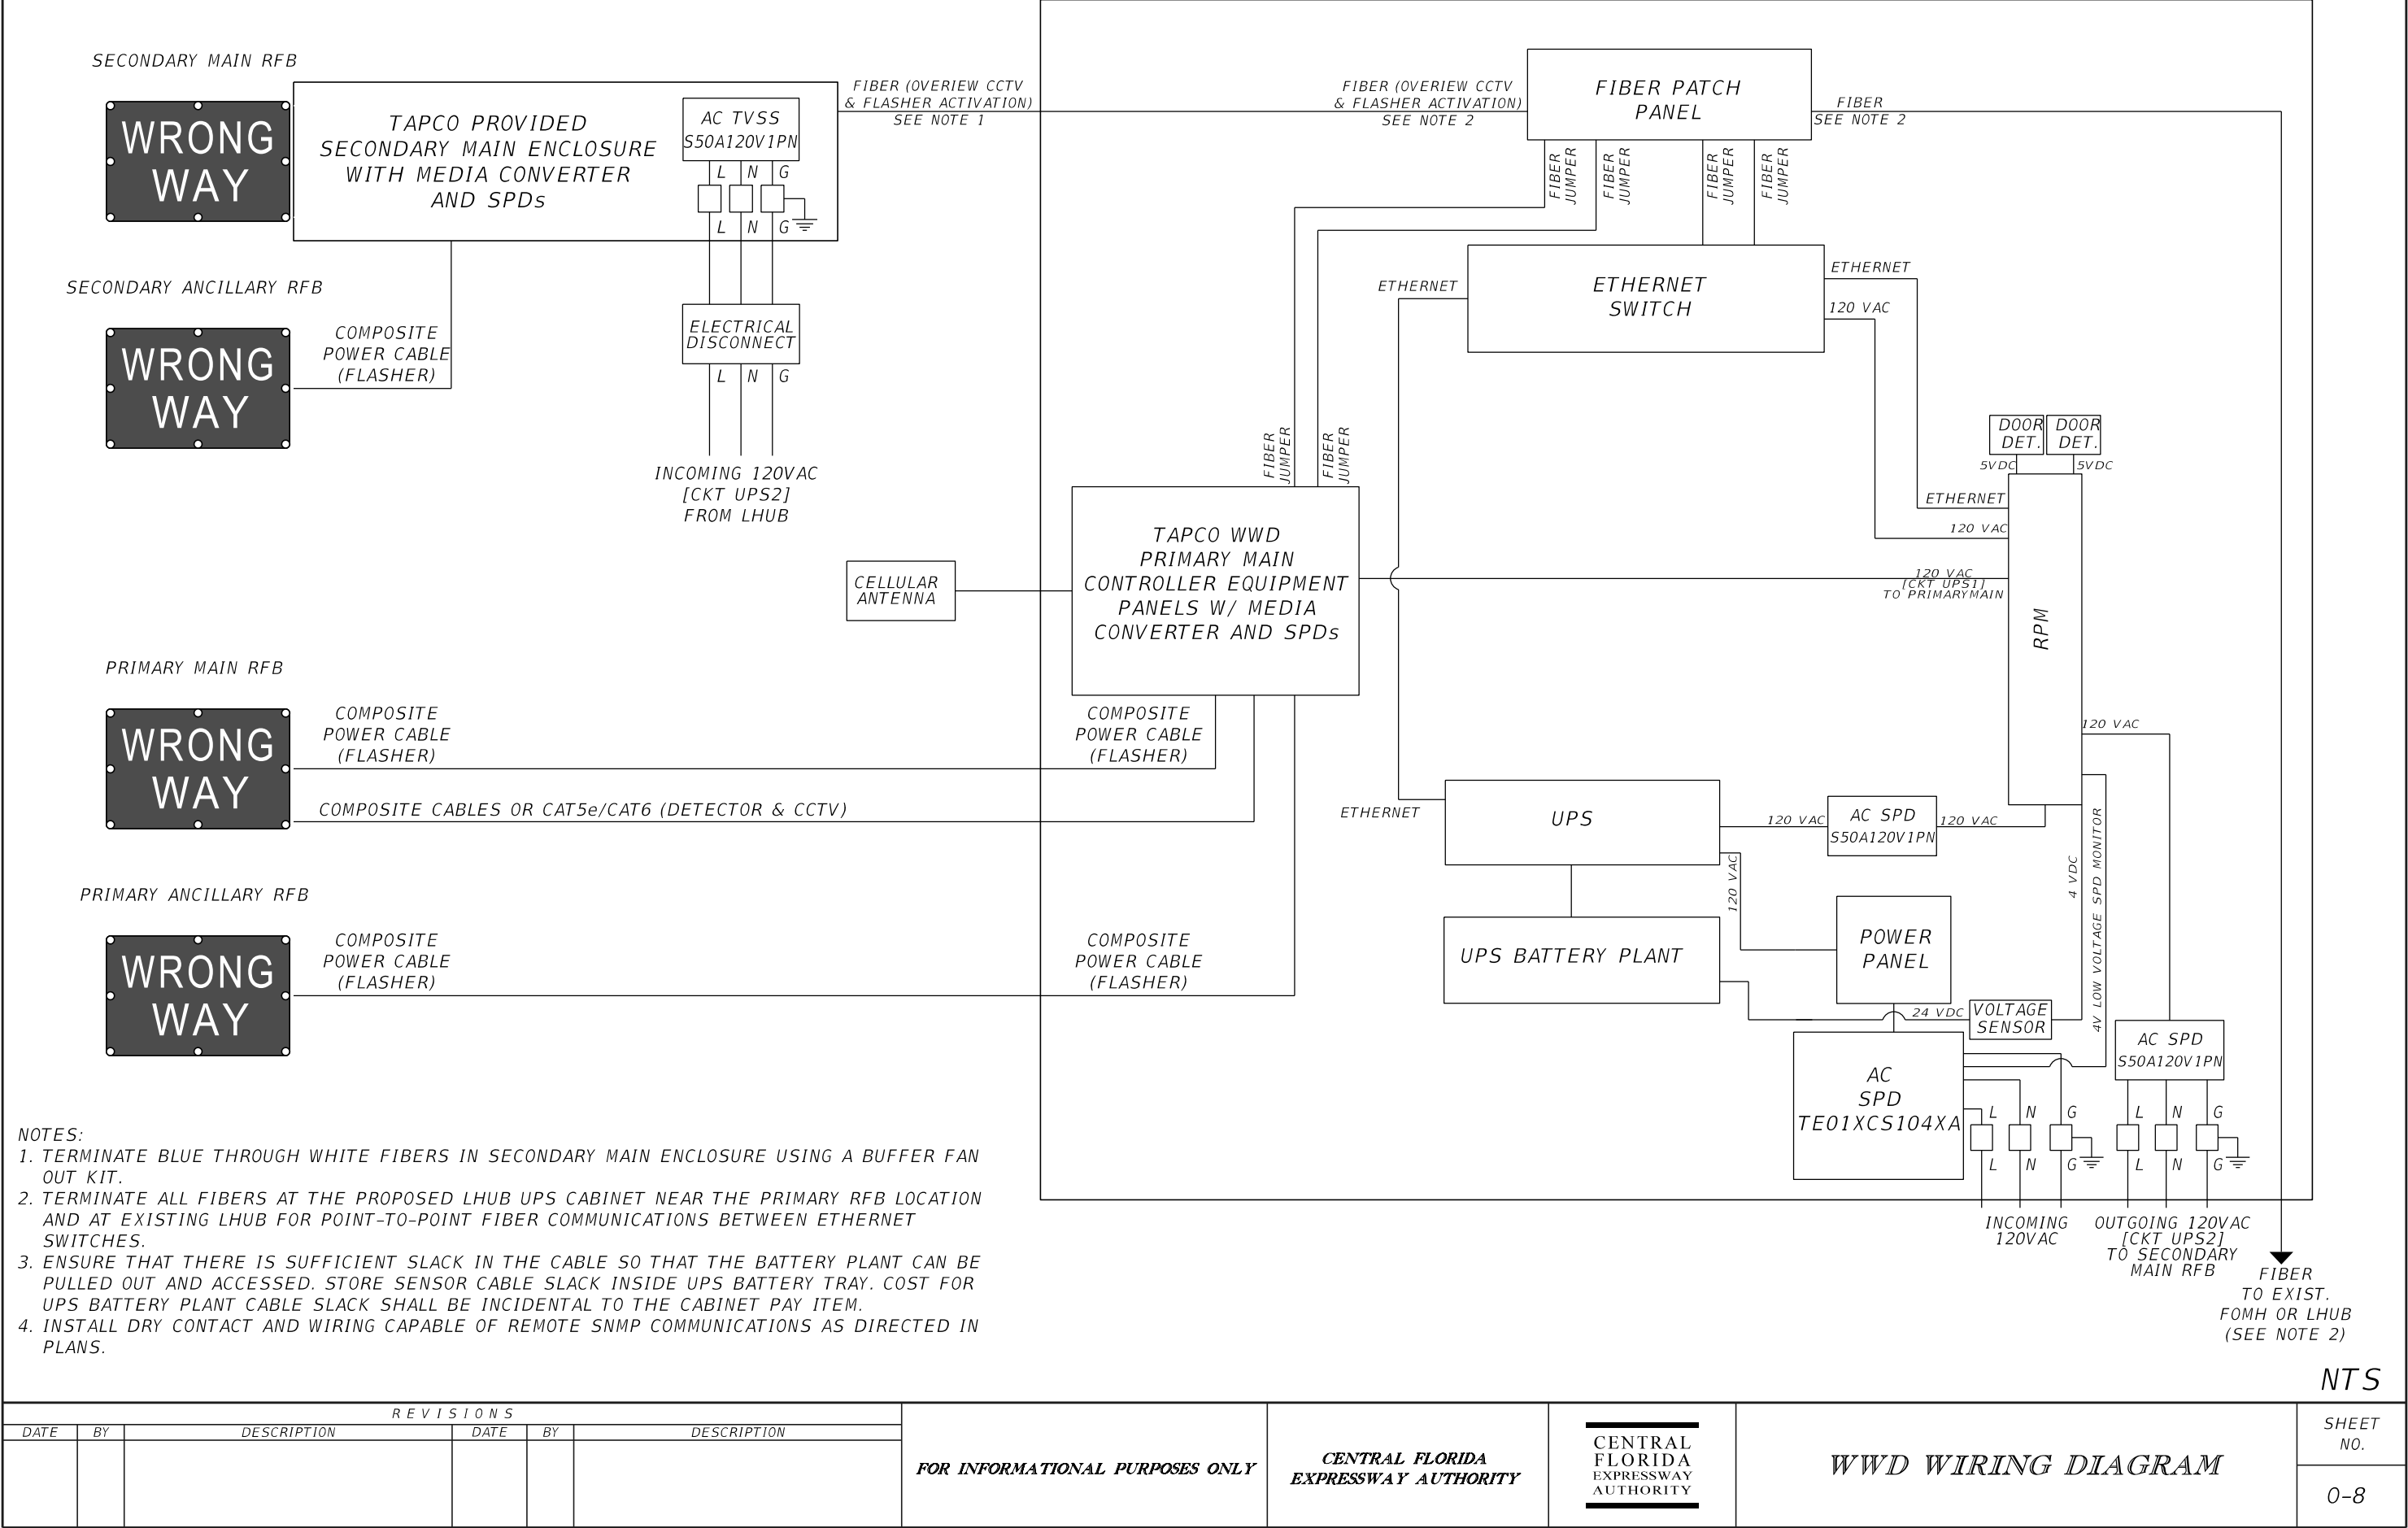 SECONDARY MAIN RFB
WRONG
WAY
TAPCO PROVIDED
SECONDARY MAIN ENCLOSURE
WITH MEDIA CONVERTER
AND SPDs
AC TVSS
S50A120V1PN
L N G
L N G
ELECTRICAL
DISCONNECT
L N G
INCOMING 120VAC
[CKT UPS2]
FROM LHUB
SECONDARY ANCILLARY RFB
WRONG
WAY
COMPOSITE
POWER CABLE
(FLASHER)
FIBER (OVERIEW CCTV
& FLASHER ACTIVATION)
SEE NOTE 1
FIBER (OVERIEW CCTV
& FLASHER ACTIVATION)
SEE NOTE 2
FIBER PATCH
PANEL
FIBER
SEE NOTE 2
FIBER
JUMPER
FIBER
JUMPER
FIBER
JUMPER
FIBER
JUMPER
ETHERNET
ETHERNET
SWITCH
ETHERNET
120 VAC
FIBER
JUMPER
FIBER
JUMPER
DOOR
DET.
DOOR
DET.
5VDC
5VDC
ETHERNET
120 VAC
120 VAC
[CKT UPS1]
TO PRIMARYMAIN
RPM
CELLULAR
ANTENNA
TAPCO WWD
PRIMARY MAIN
CONTROLLER EQUIPMENT
PANELS W/ MEDIA
CONVERTER AND SPDs
PRIMARY MAIN RFB
WRONG
WAY
COMPOSITE
POWER CABLE
(FLASHER)
COMPOSITE
POWER CABLE
(FLASHER)
COMPOSITE CABLES OR CAT5e/CAT6 (DETECTOR & CCTV)
120 VAC
ETHERNET
UPS
120 VAC
AC SPD
S50A120V1PN
120 VAC
120 VAC
4 VDC
4V LOW VOLTAGE SPD MONITOR
PRIMARY ANCILLARY RFB
WRONG
WAY
COMPOSITE
POWER CABLE
(FLASHER)
COMPOSITE
POWER CABLE
(FLASHER)
UPS BATTERY PLANT
POWER
PANEL
24 VDC
VOLTAGE
SENSOR
AC
SPD
TE01XCS104XA
AC SPD
S50A120V1PN
L N G
L N G
L N G
L N G
INCOMING
120VAC
OUTGOING 120VAC
[CKT UPS2]
TO SECONDARY
MAIN RFB
FIBER
TO EXIST.
FOMH OR LHUB
(SEE NOTE 2)
NOTES:
1. TERMINATE BLUE THROUGH WHITE FIBERS IN SECONDARY MAIN ENCLOSURE USING A BUFFER FAN
OUT KIT.
2. TERMINATE ALL FIBERS AT THE PROPOSED LHUB UPS CABINET NEAR THE PRIMARY RFB LOCATION
AND AT EXISTING LHUB FOR POINT-TO-POINT FIBER COMMUNICATIONS BETWEEN ETHERNET
SWITCHES.
3. ENSURE THAT THERE IS SUFFICIENT SLACK IN THE CABLE SO THAT THE BATTERY PLANT CAN BE
PULLED OUT AND ACCESSED. STORE SENSOR CABLE SLACK INSIDE UPS BATTERY TRAY. COST FOR
UPS BATTERY PLANT CABLE SLACK SHALL BE INCIDENTAL TO THE CABINET PAY ITEM.
4. INSTALL DRY CONTACT AND WIRING CAPABLE OF REMOTE SNMP COMMUNICATIONS AS DIRECTED IN
PLANS.
NTS
REVISIONS
DATE BY DESCRIPTION DATE BY DESCRIPTION
FOR INFORMATIONAL PURPOSES ONLY
CENTRAL FLORIDA
EXPRESSWAY AUTHORITY
CENTRAL
FLORIDA
EXPRESSWAY
AUTHORITY
WWD WIRING DIAGRAM
SHEET
NO.
0-8